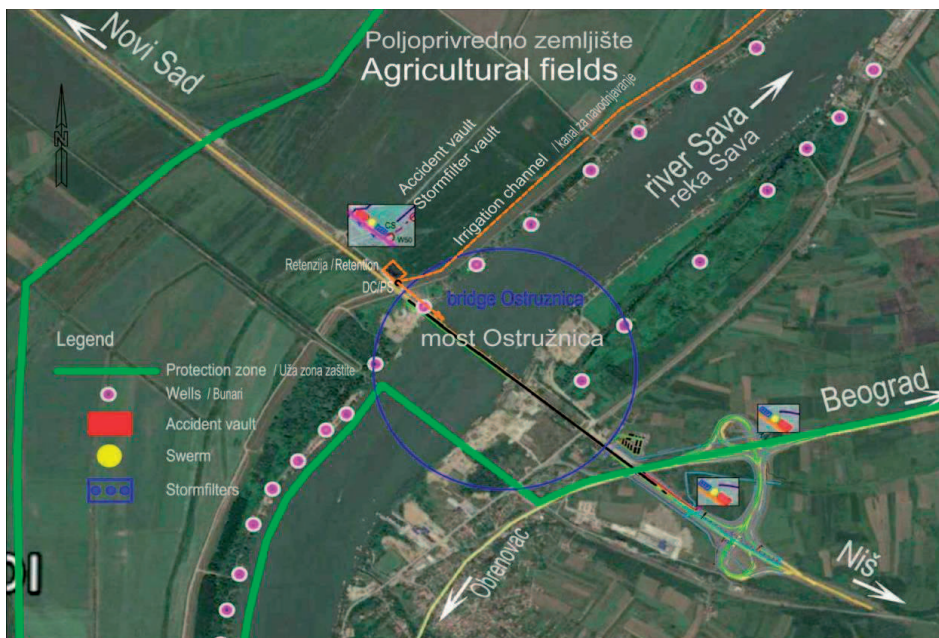 Novi Sad
Poljoprivredno zemljište
Agricultural fields
N
Accident vault
Stormfilter vault
Irrigation channel / kanal za navodnjavanje
river Sava
reka Sava
CS
Retenzija / Retention
DC/PS
bridge Ostružnica
most Ostružnica
Legend
Protection zone / Uža zona zaštite
Wells / Bunari
Accident vault
Swerm
Stormfilters
Beograd
Obrenovac
Niš